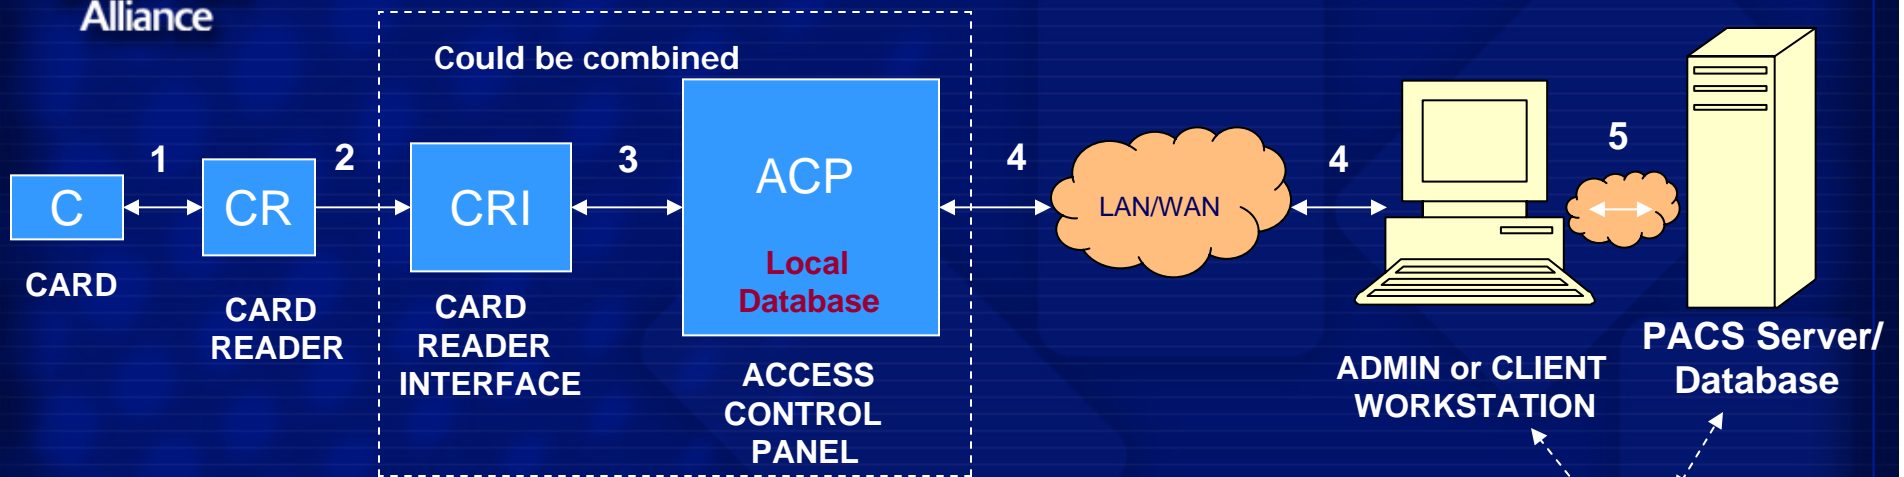 Alliance
Could be combined
1
2
3
4
4
5
C
CR
CRI
ACP
Local
Database
LAN/WAN
CARD
CARD
READER
CARD
READER
INTERFACE
ACCESS
CONTROL
PANEL
ADMIN or CLIENT
WORKSTATION
PACS Server/
Database